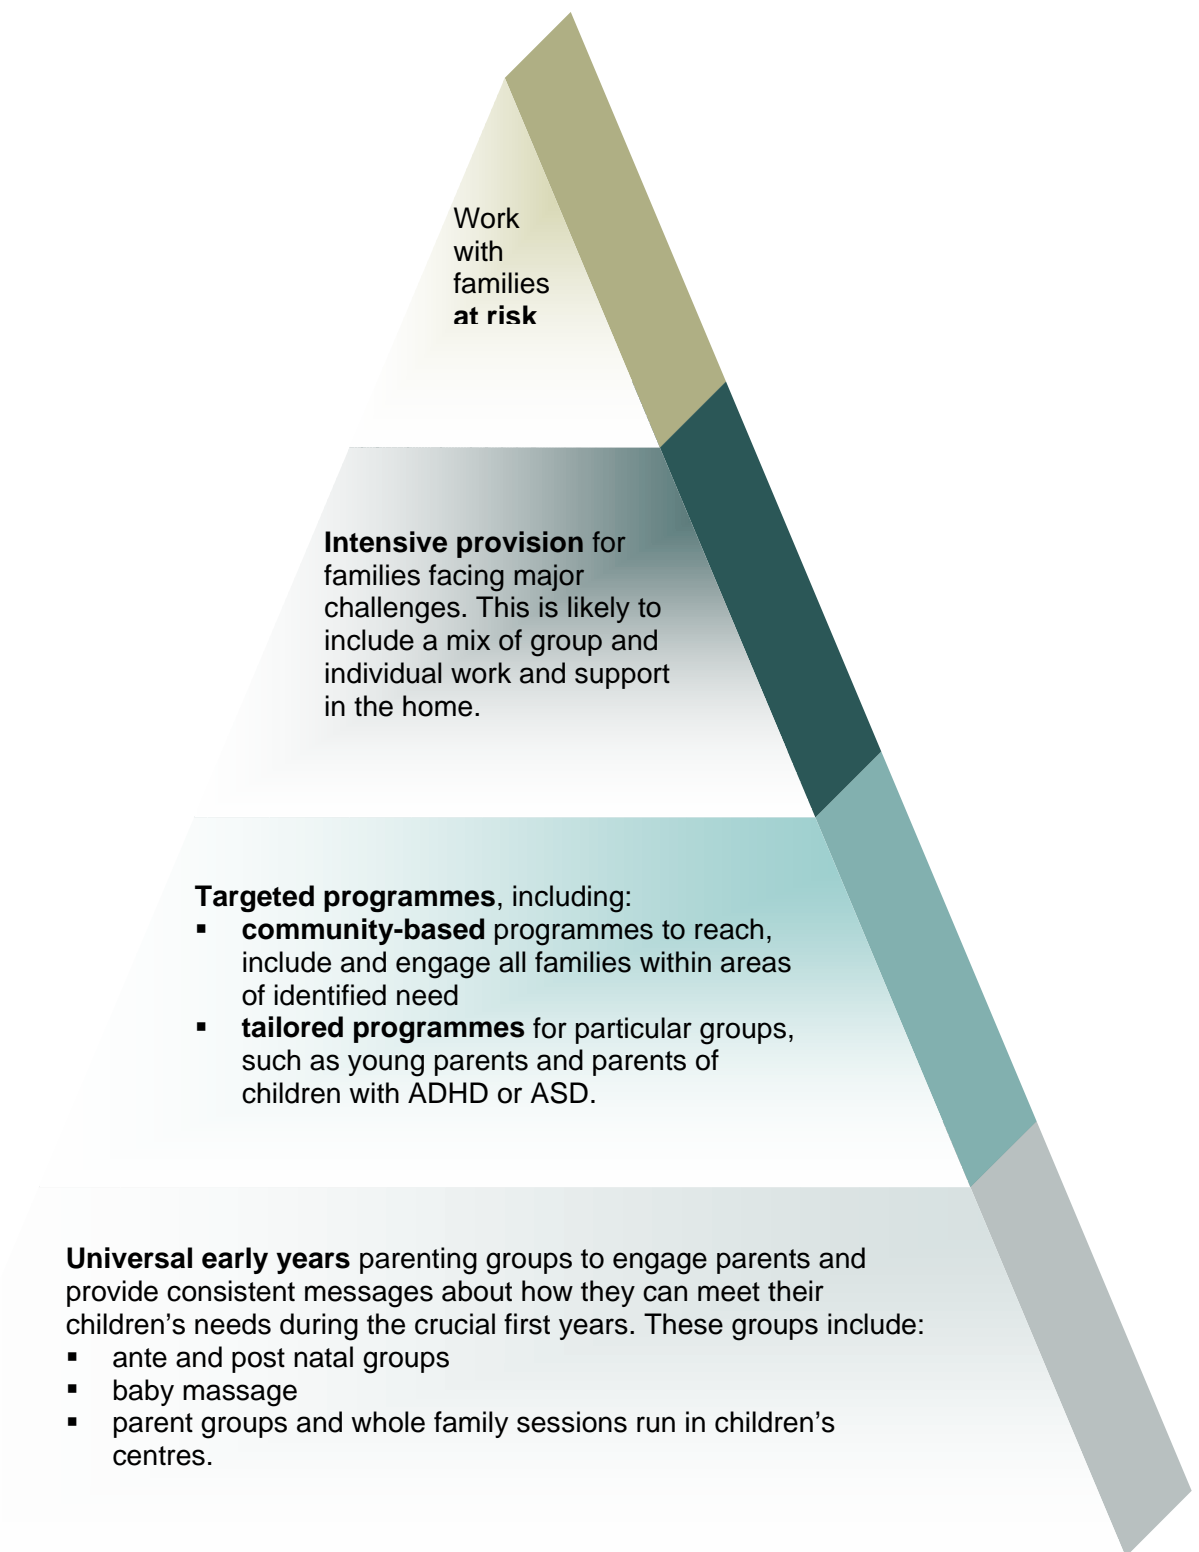 Work
with
families
at risk
Intensive provision for
families facing major
challenges. This is likely to
include a mix of group and
individual work and support
in the home.
Targeted programmes, including:
▪ community-based programmes to reach,
include and engage all families within areas
of identified need
▪ tailored programmes for particular groups,
such as young parents and parents of
children with ADHD or ASD.
Universal early years parenting groups to engage parents and
provide consistent messages about how they can meet their
children’s needs during the crucial first years. These groups include:
▪ ante and post natal groups
▪ baby massage
▪ parent groups and whole family sessions run in children’s
centres.